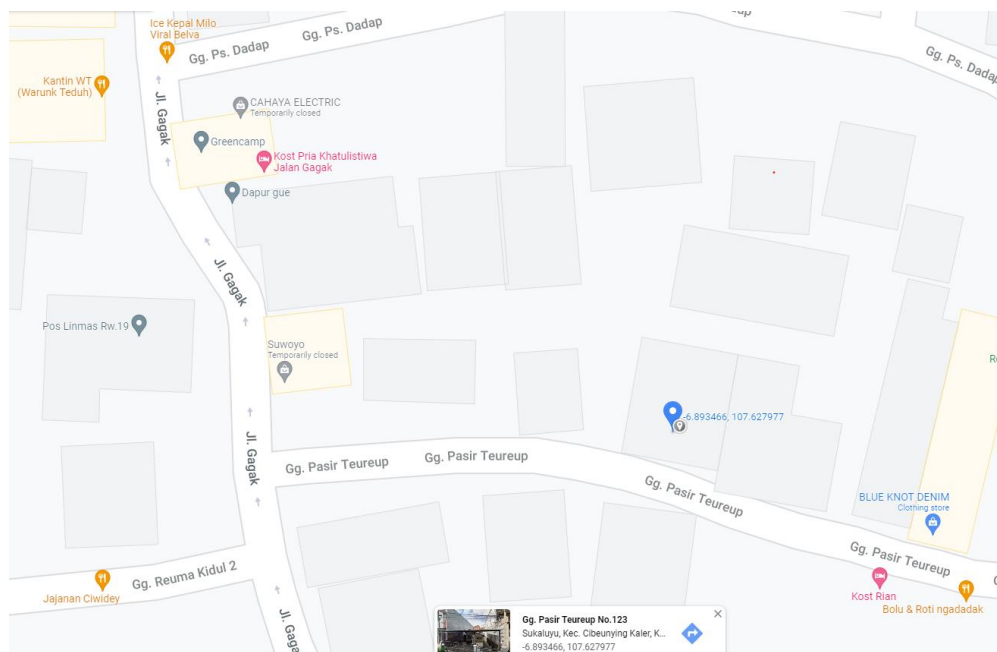 Ice Kepal Milo
Viral Belva
Gg. Ps. Dadap
Gg. Ps. Dadap
Gg. Ps. Dadap
Kantin WT
(Warunk Teduh)
Jl. Gagak
CAHAYA ELECTRIC
Temporarily closed
Greencamp
Kost Pria Khatulistiwa
Jalan Gagak
Dapur gue
Jl. Gagak
Pos Linmas Rw.19
Suwoyo
Temporarily closed
-6.893466, 107.627977
Jl. Gagak
Gg. Pasir Teureup
Gg. Pasir Teureup
Gg. Pasir Teureup
BLUE KNOT DENIM
Clothing store
Gg. Pasir Teureup
Gg. Reuma Kidul 2
Jajanan Ciwidey
Kost Rian
Bolu & Roti ngadadak
Jl. Gagak
Gg. Pasir Teureup No.123
Sukaluyu, Kec. Cibeunying Kaler, K...
-6.893466, 107.627977